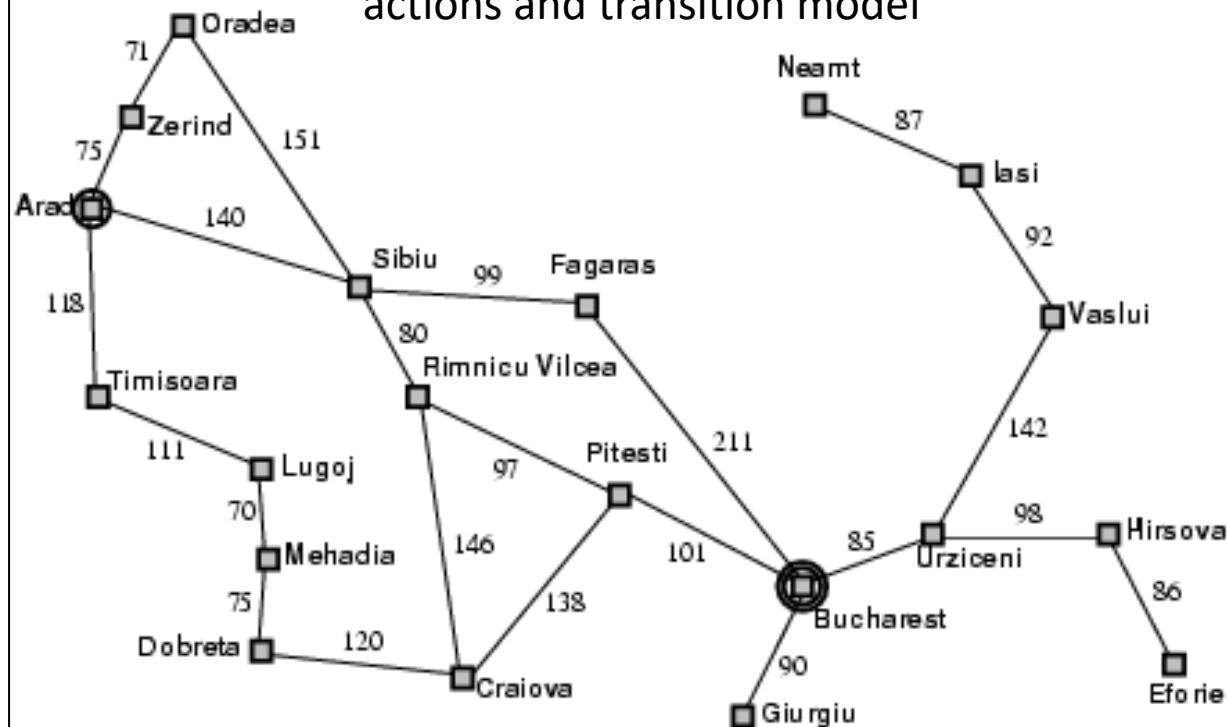 actions and transition model
Oradea
71
Neamt
Zerind
87
151
75
Iasi
Arad
140
92
Sibiu
Fagaras
99
118
Vaslui
80
Rimnicu Vilcea
Timisoara
142
111
211
Pitesti
Lugoj
97
70
98
Hirsova
146
85
Mehadia
101
Urziceni
86
75
138
Bucharest
120
Dobreta
90
Craiova
Eforie
Giurgiu